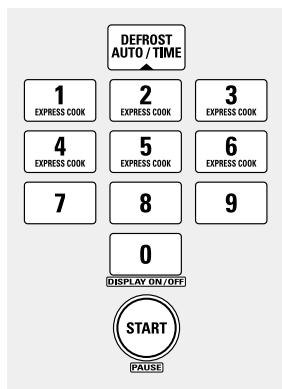 DEFROST
AUTO / TIME
1 2 3
EXPRESS COOK EXPRESS COOK EXPRESS COOK
4 5 6
EXPRESS COOK EXPRESS COOK EXPRESS COOK
7 8 9
0
DISPLAY ON/OFF
START
PAUSE